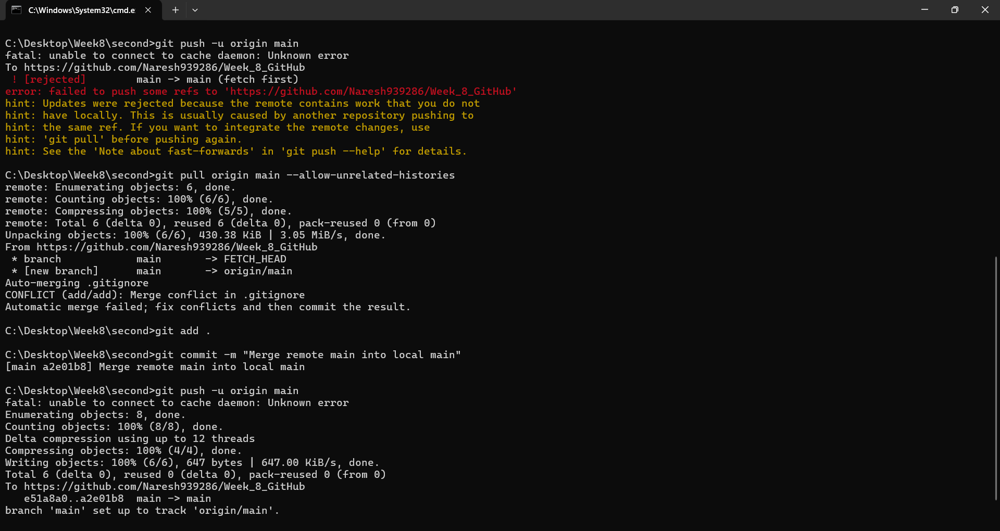 C:\Windows\System32\cmd.e
C:\Desktop\Week8\second>git push -u origin main
fatal: unable to connect to cache daemon: Unknown error
To https://github.com/Naresh939286/Week_8_GitHub
 ! [rejected]        main -> main (fetch first)
error: failed to push some refs to 'https://github.com/Naresh939286/Week_8_GitHub'
hint: Updates were rejected because the remote contains work that you do not
hint: have locally. This is usually caused by another repository pushing to
hint: the same ref. If you want to integrate the remote changes, use
hint: 'git pull' before pushing again.
hint: See the 'Note about fast-forwards' in 'git push --help' for details.
C:\Desktop\Week8\second>git pull origin main --allow-unrelated-histories
remote: Enumerating objects: 6, done.
remote: Counting objects: 100% (6/6), done.
remote: Compressing objects: 100% (5/5), done.
remote: Total 6 (delta 0), reused 6 (delta 0), pack-reused 0 (from 0)
Unpacking objects: 100% (6/6), 430.38 KiB | 3.05 MiB/s, done.
From https://github.com/Naresh939286/Week_8_GitHub
 * branch            main       -> FETCH_HEAD
 * [new branch]      main       -> origin/main
Auto-merging .gitignore
CONFLICT (add/add): Merge conflict in .gitignore
Automatic merge failed; fix conflicts and then commit the result.
C:\Desktop\Week8\second>git add .
C:\Desktop\Week8\second>git commit -m "Merge remote main into local main"
[main a2e01b8] Merge remote main into local main
C:\Desktop\Week8\second>git push -u origin main
fatal: unable to connect to cache daemon: Unknown error
Enumerating objects: 8, done.
Counting objects: 100% (8/8), done.
Delta compression using up to 12 threads
Compressing objects: 100% (4/4), done.
Writing objects: 100% (6/6), 647 bytes | 647.00 KiB/s, done.
Total 6 (delta 0), reused 0 (delta 0), pack-reused 0 (from 0)
To https://github.com/Naresh939286/Week_8_GitHub
   e51a8a0..a2e01b8  main -> main
branch 'main' set up to track 'origin/main'.